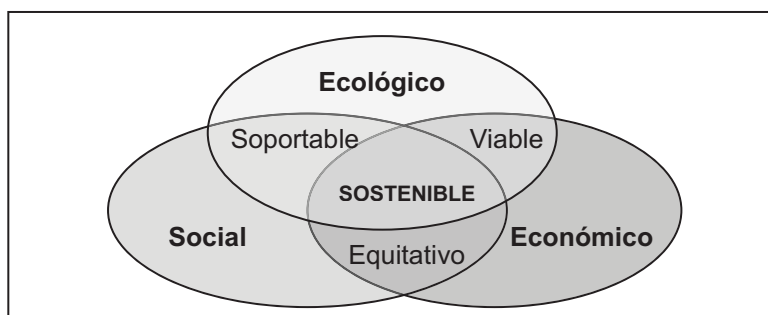 Ecológico
Soportable
Viable
SOSTENIBLE
Social
Económico
Equitativo